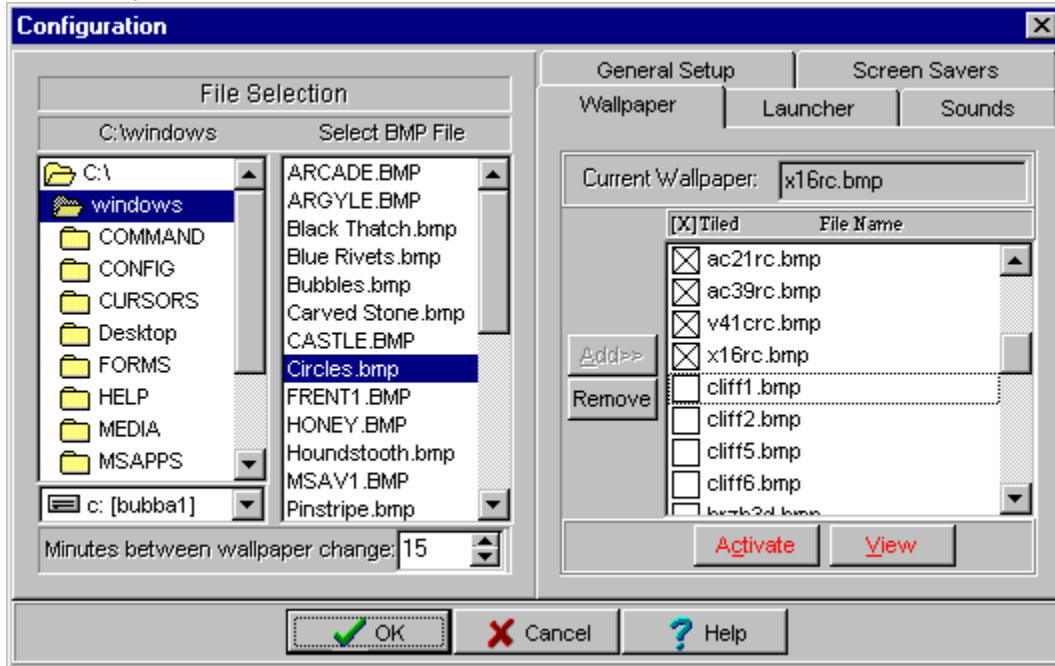 Configuration
File Selection
C:\windows
Select BMP File
C:\
windows
COMMAND
CONFIG
CURSORS
Desktop
FORMS
HELP
MEDIA
MSAPPS
c: [bubba1]
ARCADE.BMP
ARGYLE.BMP
Black Thatch.bmp
Blue Rivets.bmp
Bubbles.bmp
Carved Stone.bmp
CASTLE.BMP
Circles.bmp
FRENT1.BMP
HONEY.BMP
Houndstooth.bmp
MSAV1.BMP
Pinstripe.bmp
Minutes between wallpaper change: 15
General Setup
Screen Savers
Wallpaper
Launcher
Sounds
Current Wallpaper: x16rc.bmp
[X] Tiled File Name
ac21rc.bmp
ac39rc.bmp
v41crc.bmp
x16rc.bmp
cliff1.bmp
cliff2.bmp
cliff5.bmp
cliff6.bmp
Add>>
Remove
Activate
View
OK
Cancel
Help